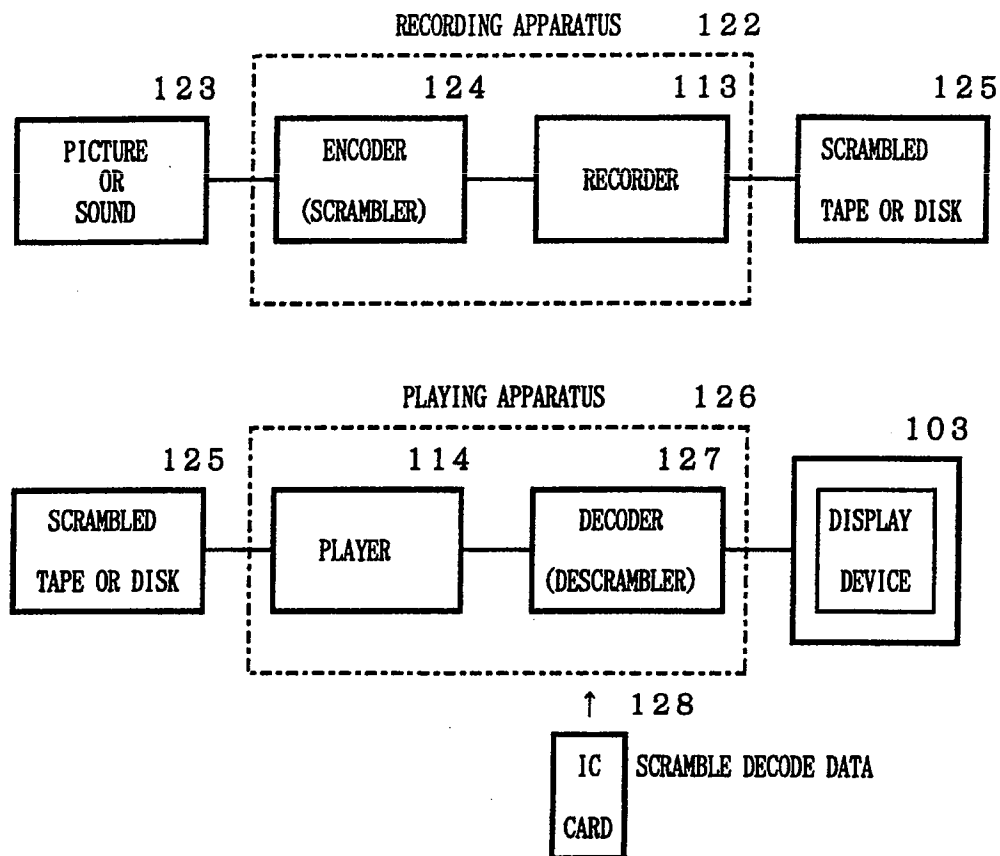 RECORDING APPARATUS 122
123 124 113 125
PICTURE OR SOUND
ENCODER (SCRAMBLER)
RECORDER
SCRAMBLED TAPE OR DISK
PLAYING APPARATUS 126
125 114 127 103
SCRAMBLED TAPE OR DISK
PLAYER
DECODER (DESCRAMBLER)
DISPLAY DEVICE
↑ 128
IC CARD
SCRAMBLE DECODE DATA